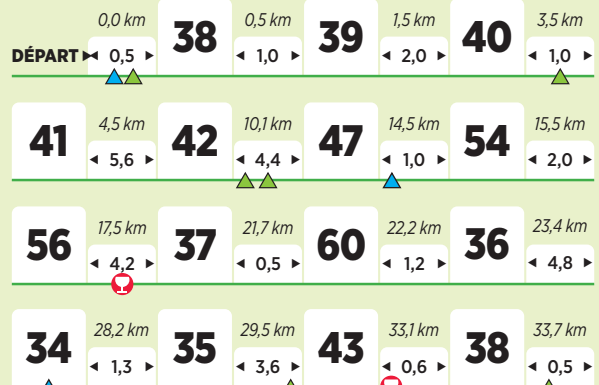 0,0 km 0,5 km 1,5 km 3,5 km
DÉPART 0,5 38 1,0 39 2,0 40 1,0
4,5 km 10,1 km 14,5 km 15,5 km
41 5,6 42 4,4 47 1,0 54 2,0
17,5 km 21,7 km 22,2 km 23,4 km
56 4,2 37 0,5 60 1,2 36 4,8
28,2 km 29,5 km 33,1 km 33,7 km
34 1,3 35 3,6 43 0,6 38 0,5